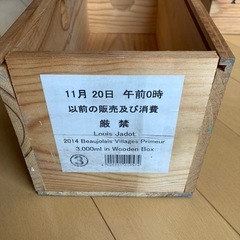 11月 20日 午前0時
以前の販売及び消費
厳 禁
Louis Jadot
2014 Beaujolais Villages Primeur
3,000ml in Wooden Box
③